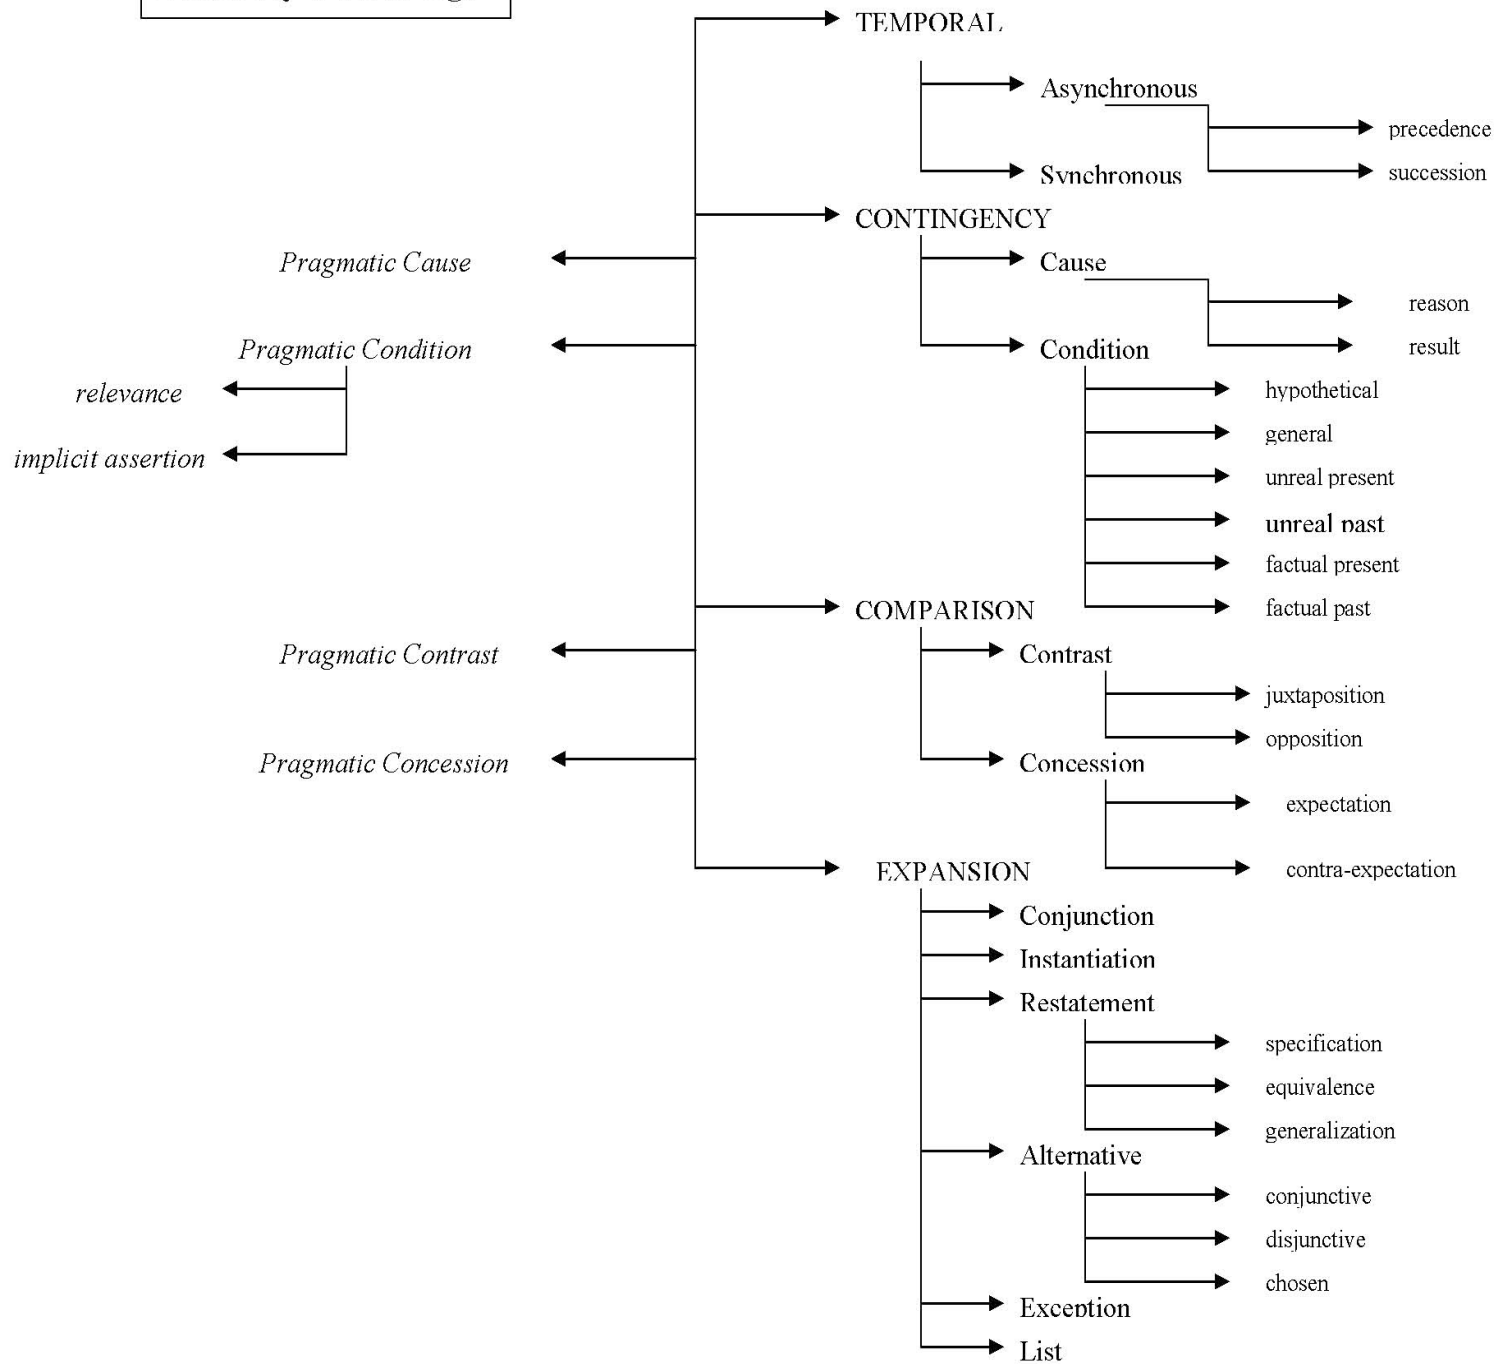 TEMPORAL
Asynchronous
precedence
succession
Synchronous
CONTINGENCY
Pragmatic Cause
Cause
reason
result
Pragmatic Condition
Condition
relevance
hypothetical
general
implicit assertion
unreal present
unreal past
factual present
factual past
COMPARISON
Pragmatic Contrast
Contrast
juxtaposition
opposition
Pragmatic Concession
Concession
expectation
contra-expectation
EXPANSION
Conjunction
Instantiation
Restatement
specification
equivalence
generalization
Alternative
conjunctive
disjunctive
chosen
Exception
List